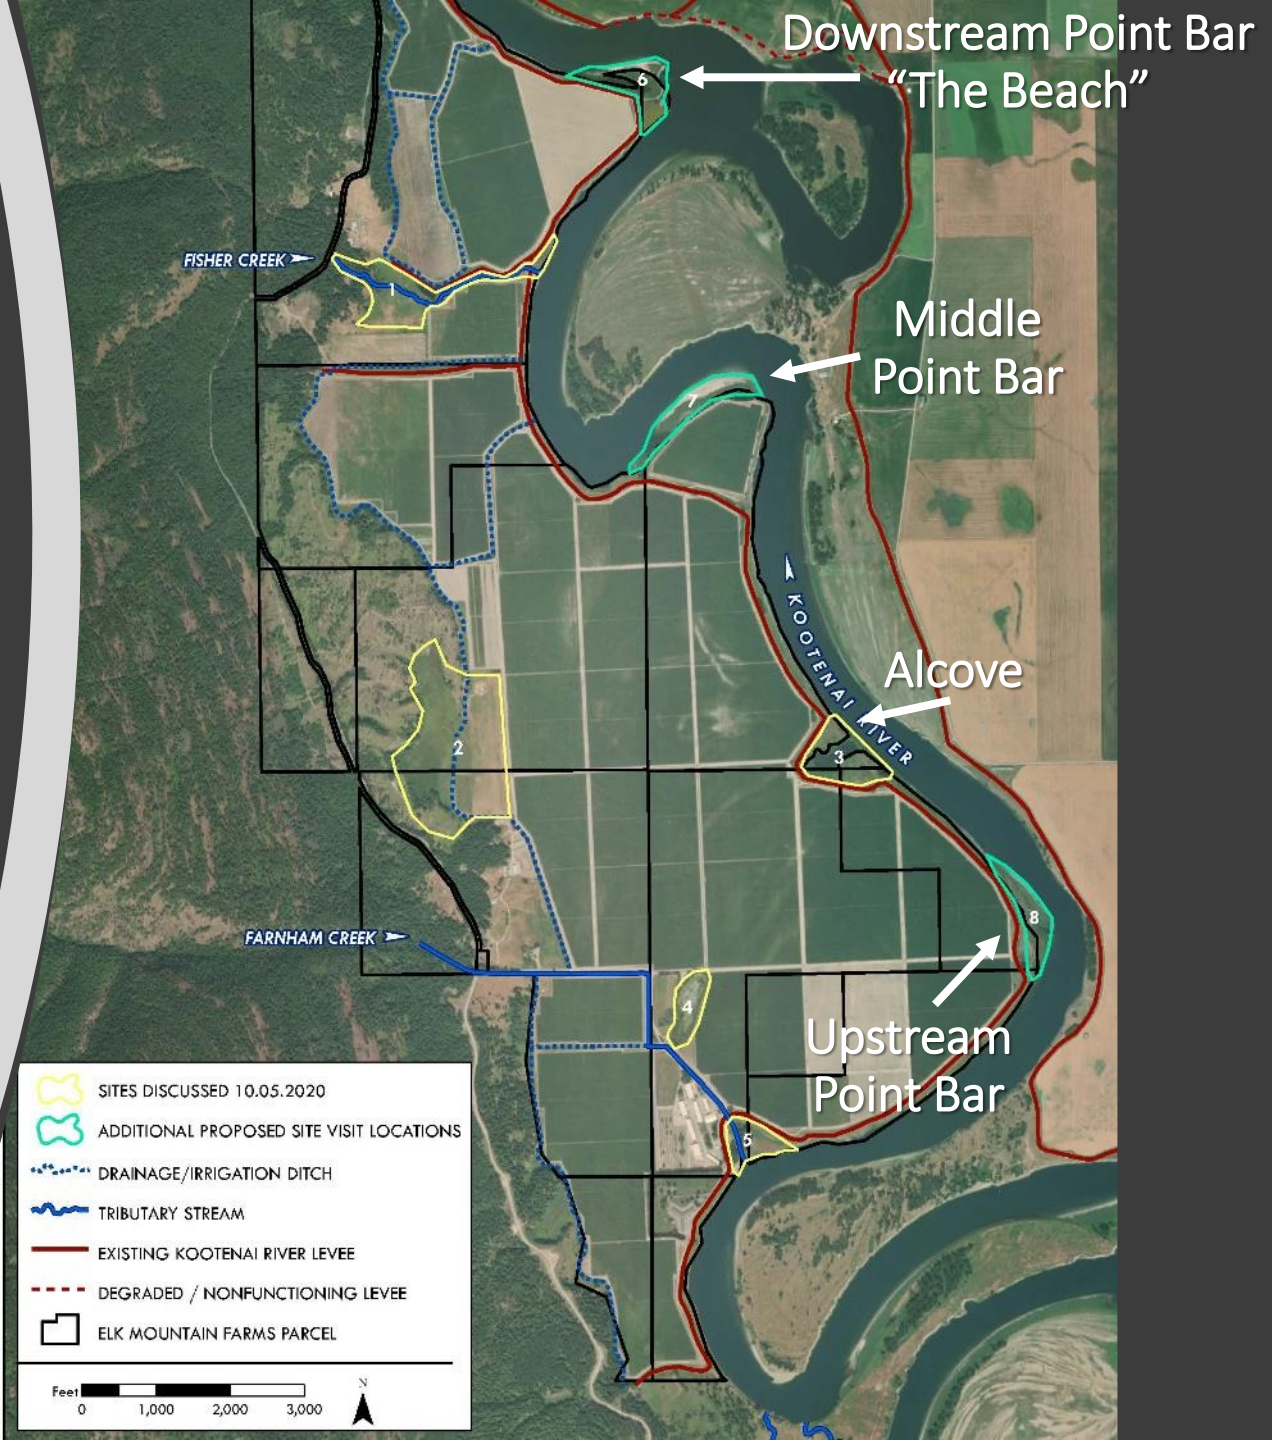 Downstream Point Bar
“The Beach”
6
FISHER CREEK
1
Middle
Point Bar
7
KOOTENAI RIVER
Alcove
2
3
8
FARNHAM CREEK
4
Upstream
Point Bar
5
SITES DISCUSSED 10.05.2020
ADDITIONAL PROPOSED SITE VISIT LOCATIONS
DRAINAGE/IRRIGATION DITCH
TRIBUTARY STREAM
EXISTING KOOTENAI RIVER LEVEE
DEGRADED / NONFUNCTIONING LEVEE
ELK MOUNTAIN FARMS PARCEL
Feet
0 1,000 2,000 3,000
N